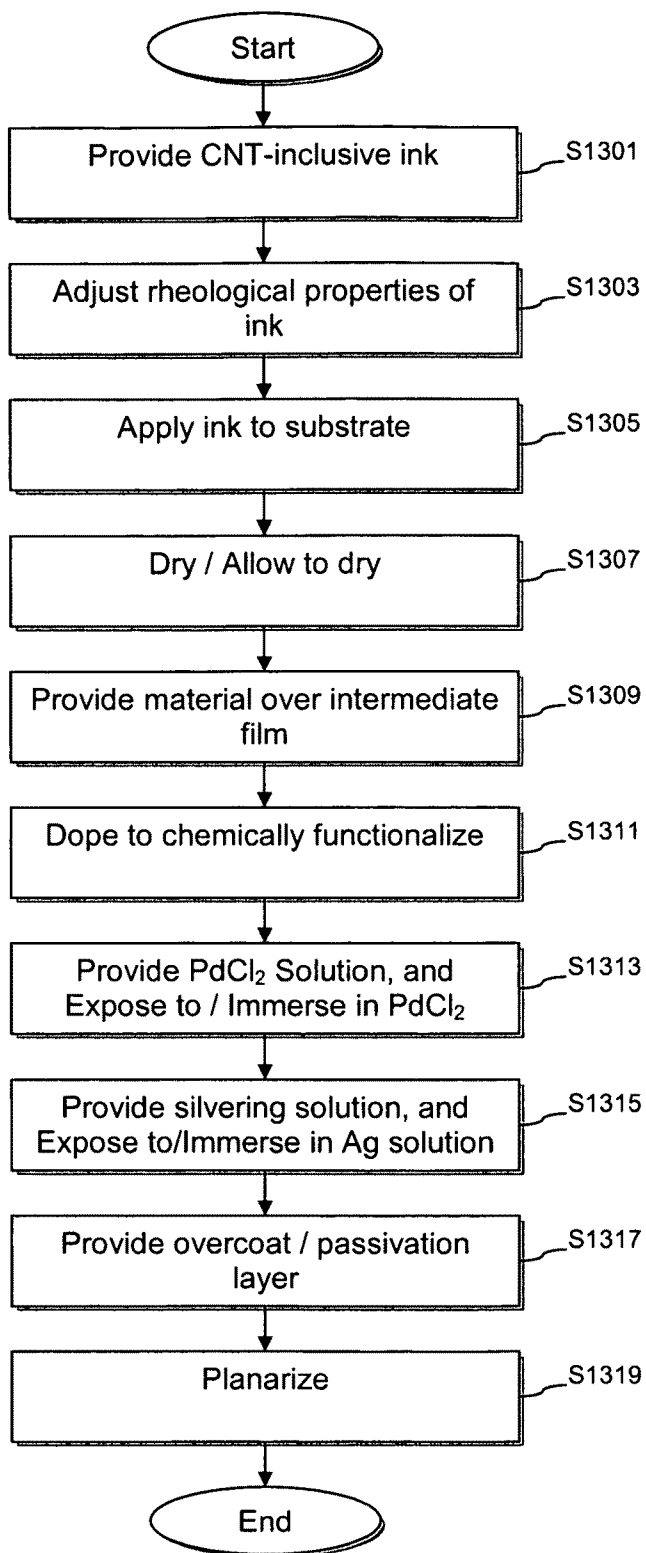 Start
Provide CNT-inclusive ink
S1301
Adjust rheological properties of
ink
S1303
Apply ink to substrate
S1305
Dry / Allow to dry
S1307
Provide material over intermediate
film
S1309
Dope to chemically functionalize
S1311
Provide PdCl₂ Solution, and
Expose to / Immerse in PdCl₂
S1313
Provide silvering solution, and
Expose to/Immerse in Ag solution
S1315
Provide overcoat / passivation
layer
S1317
Planarize
S1319
End